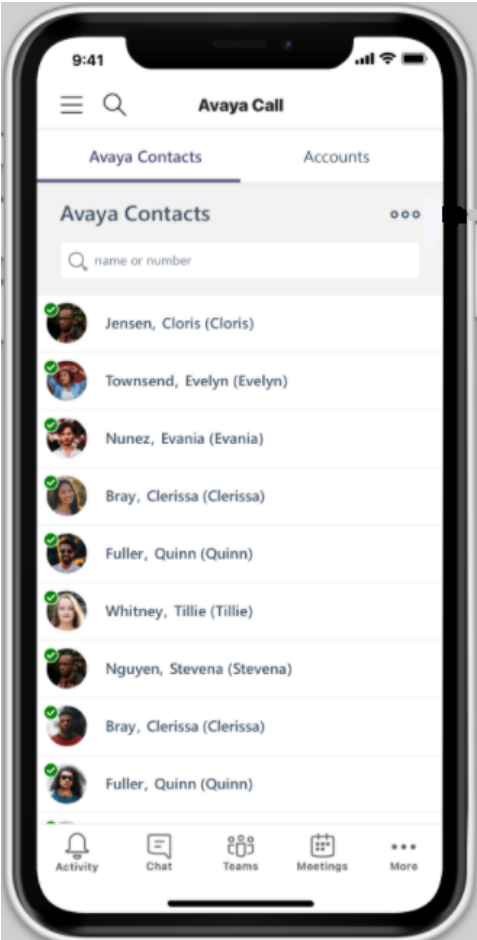 9:41
Avaya Call
Avaya Contacts Accounts
Avaya Contacts
name or number
Jensen, Cloris (Cloris)
Townsend, Evelyn (Evelyn)
Nunez, Evania (Evania)
Bray, Clerissa (Clerissa)
Fuller, Quinn (Quinn)
Whitney, Tillie (Tillie)
Nguyen, Stevena (Stevena)
Bray, Clerissa (Clerissa)
Fuller, Quinn (Quinn)
Activity Chat Teams Meetings More